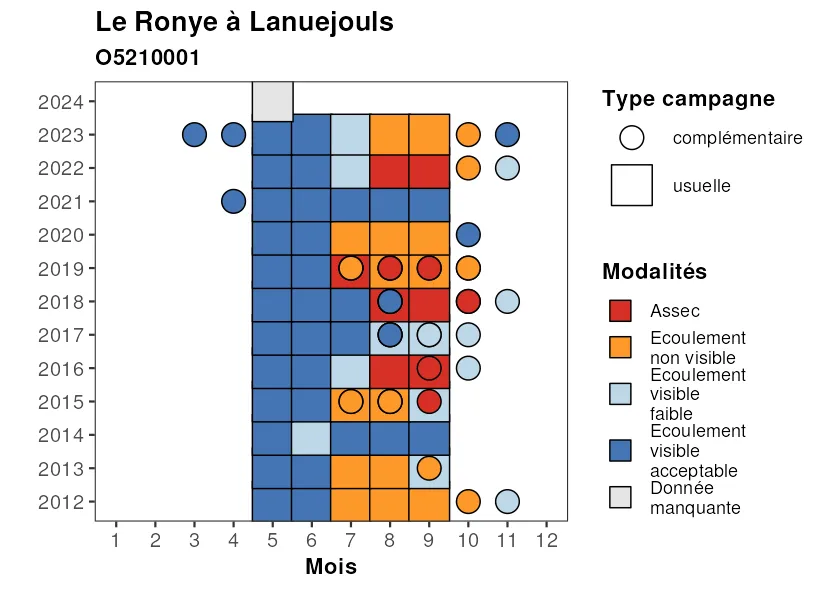 Le Ronye à Lanuejouls
O5210001
2024
2023
2022
2021
2020
2019
2018
2017
2016
2015
2014
2013
2012
1 2 3 4 5 6 7 8 9 10 11 12
Mois
Type campagne
complémentaire
usuelle
Modalités
Assec
Ecoulement
non visible
Ecoulement
visible
faible
Ecoulement
visible
acceptable
Donnée
manquante